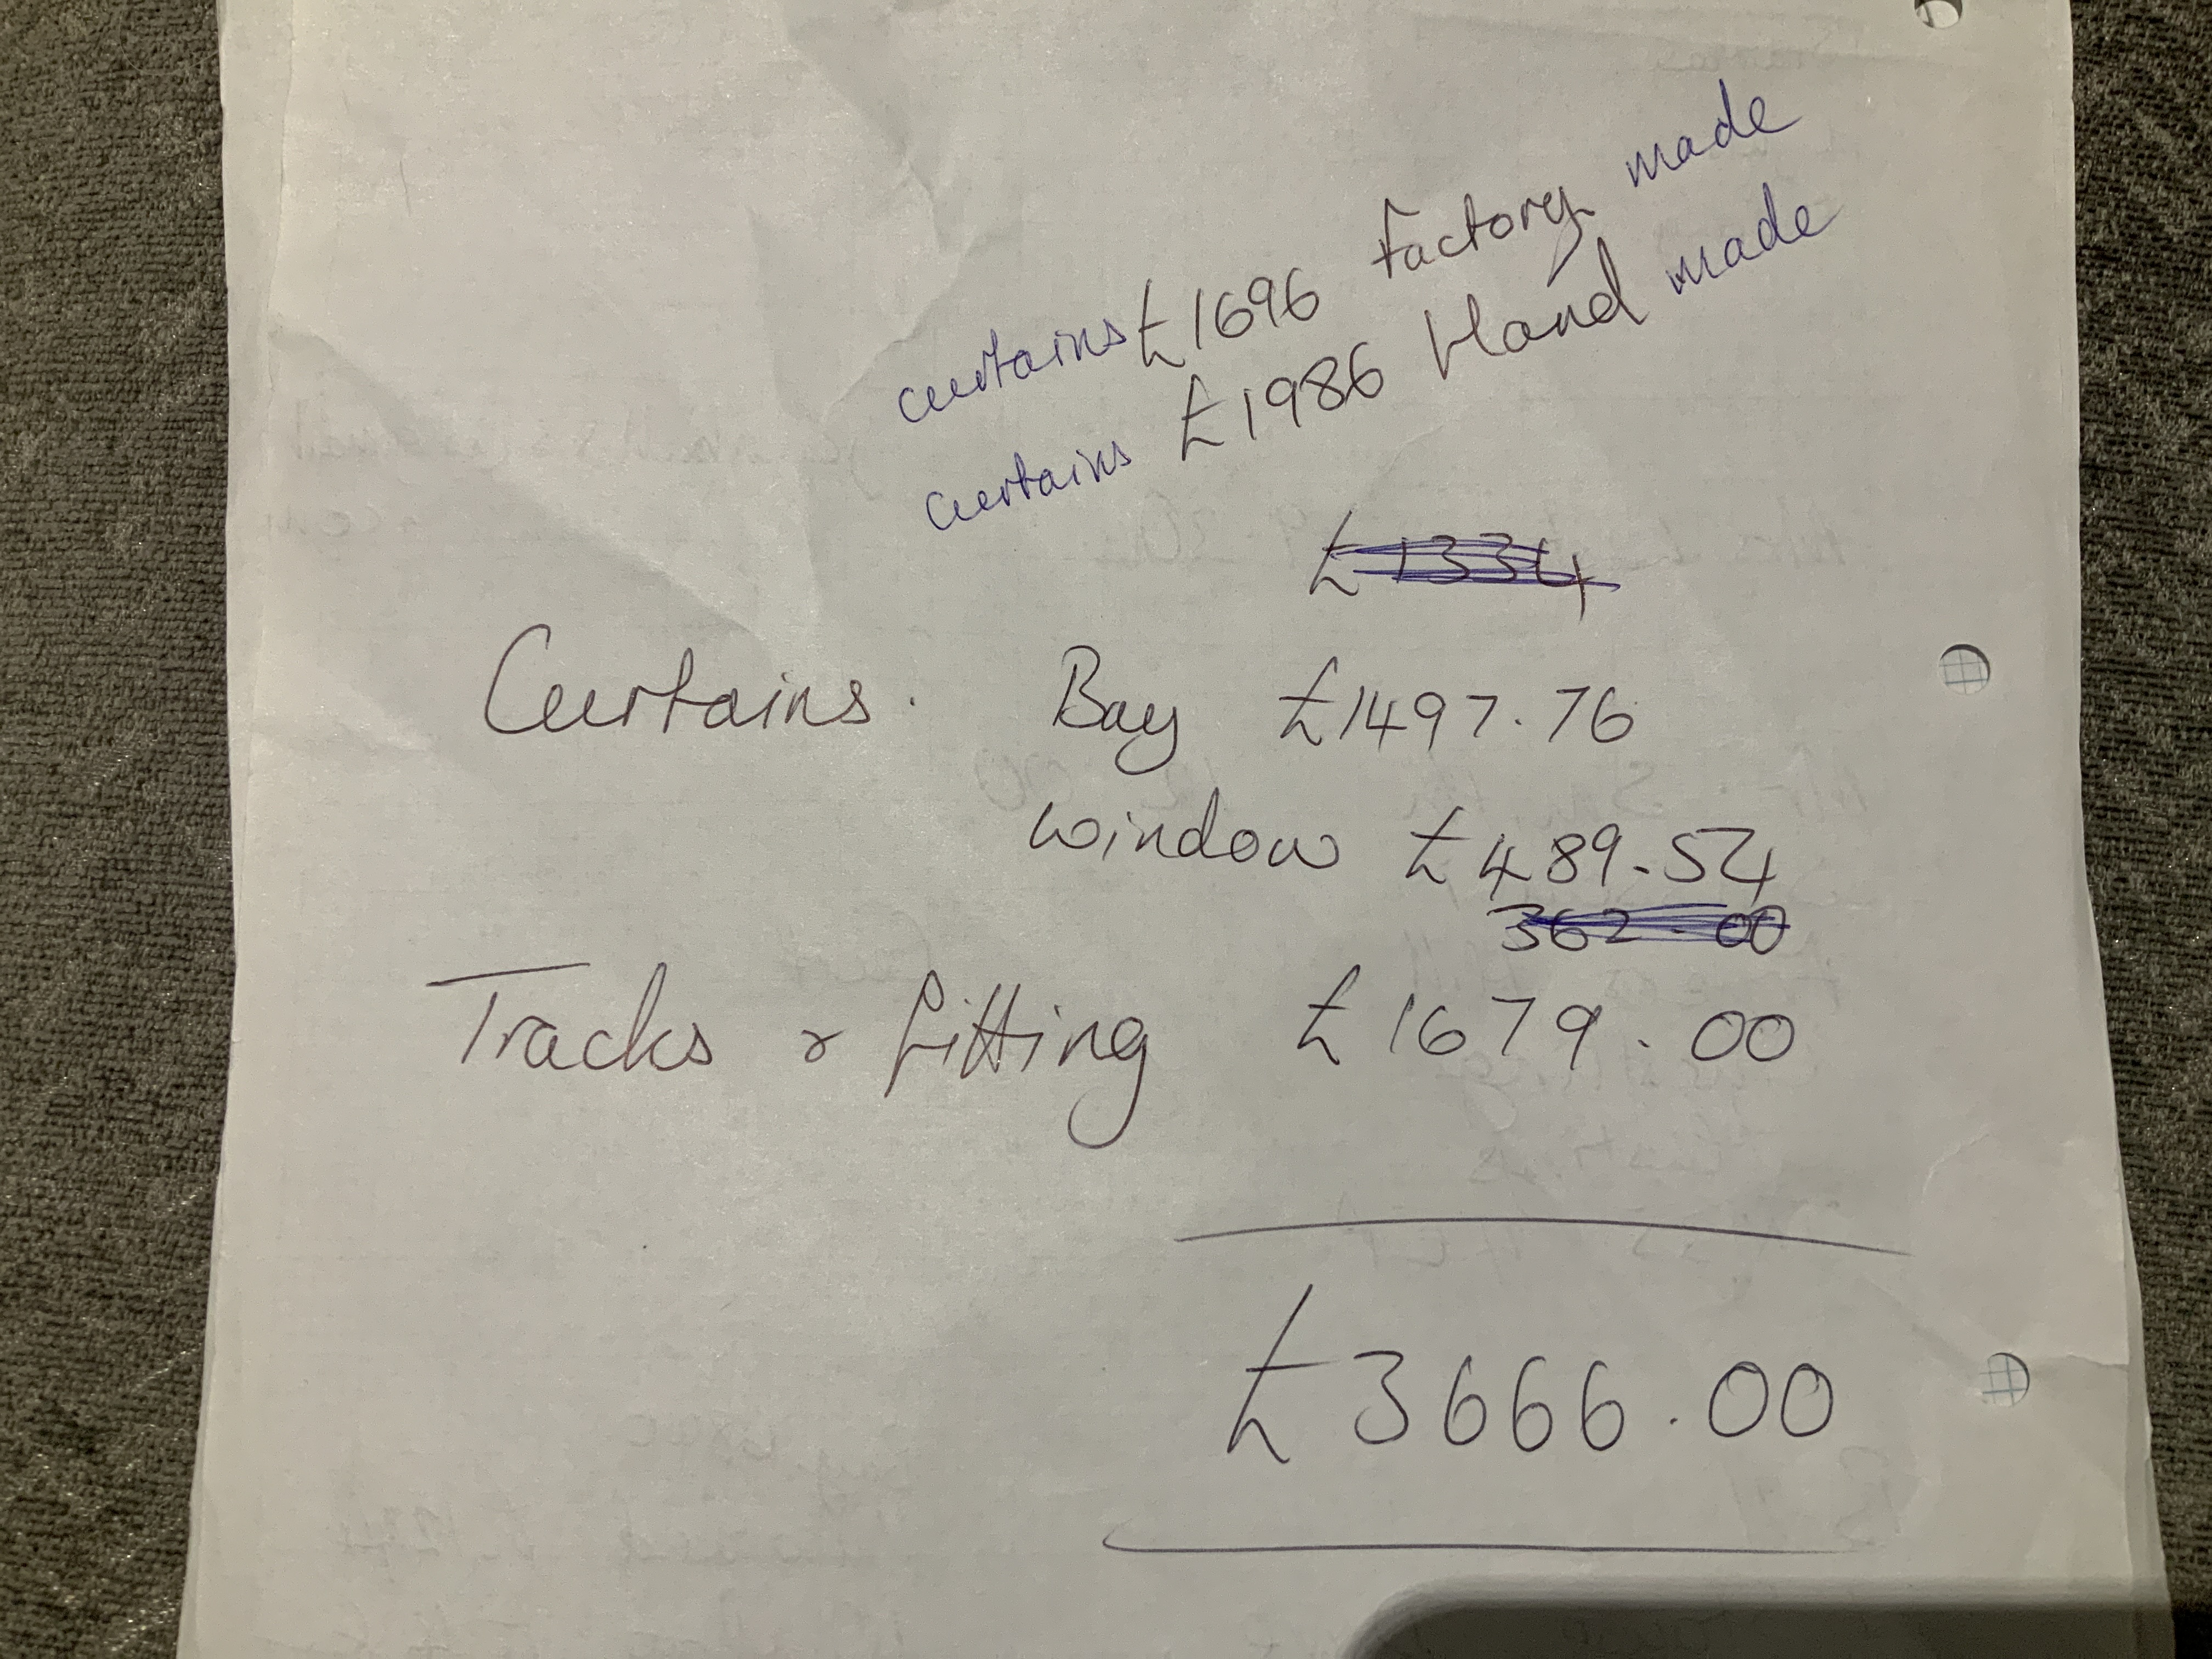 curtains £1696 Factory made
curtains £1986 Hand made
£1334
Curtains. Bay £1497.76
window £489.54
362.00
Tracks & fitting £1679.00
£3666.00